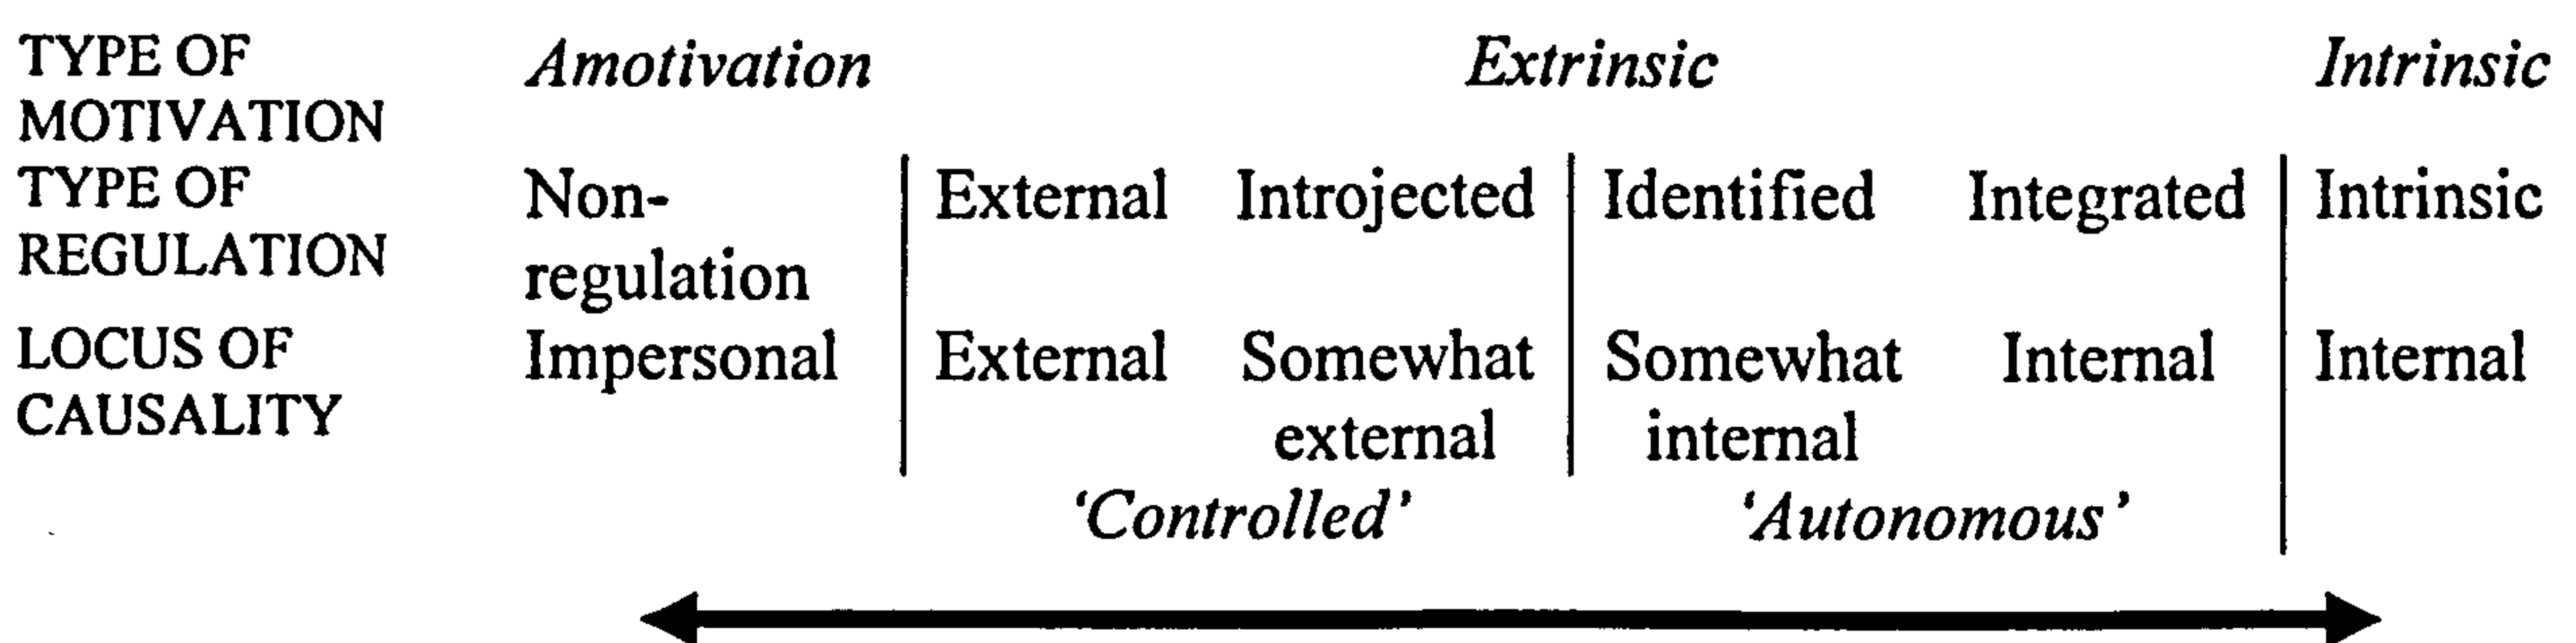 TYPE OF MOTIVATION Amotivation Extrinsic Intrinsic
TYPE OF REGULATION Non-regulation External Introjected Identified Integrated Intrinsic
LOCUS OF CAUSALITY Impersonal External Somewhat external Somewhat internal Internal Internal
‘Controlled’ ‘Autonomous’